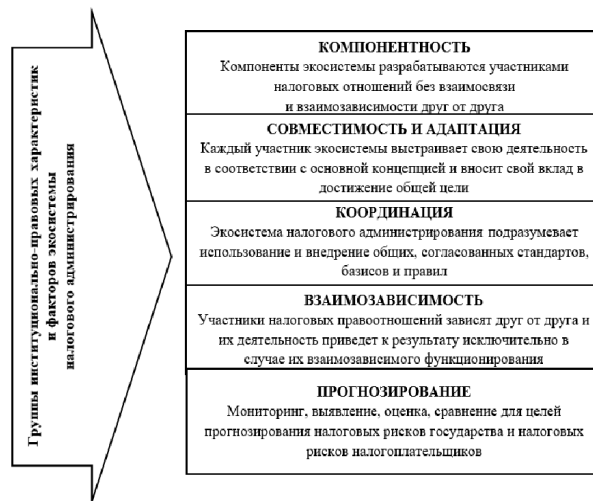 Группы институционально-правовых характеристик
и факторов экосистемы
налогового администрирования
КОМПОНЕНТНОСТЬ
Компоненты экосистемы разрабатываются участниками
налоговых отношений без взаимосвязи
и взаимозависимости друг от друга
СОВМЕСТИМОСТЬ И АДАПТАЦИЯ
Каждый участник экосистемы выстраивает свою деятельность
в соответствии с основной концепцией и вносит свой вклад в
достижение общей цели
КООРДИНАЦИЯ
Экосистема налогового администрирования подразумевает
использование и внедрение общих, согласованных стандартов,
базисов и правил
ВЗАИМОЗАВИСИМОСТЬ
Участники налоговых правоотношений зависят друг от друга и
их деятельность приведет к результату исключительно в
случае их взаимозависимого функционирования
ПРОГНОЗИРОВАНИЕ
Мониторинг, выявление, оценка, сравнение для целей
прогнозирования налоговых рисков государства и налоговых
рисков налогоплательщиков